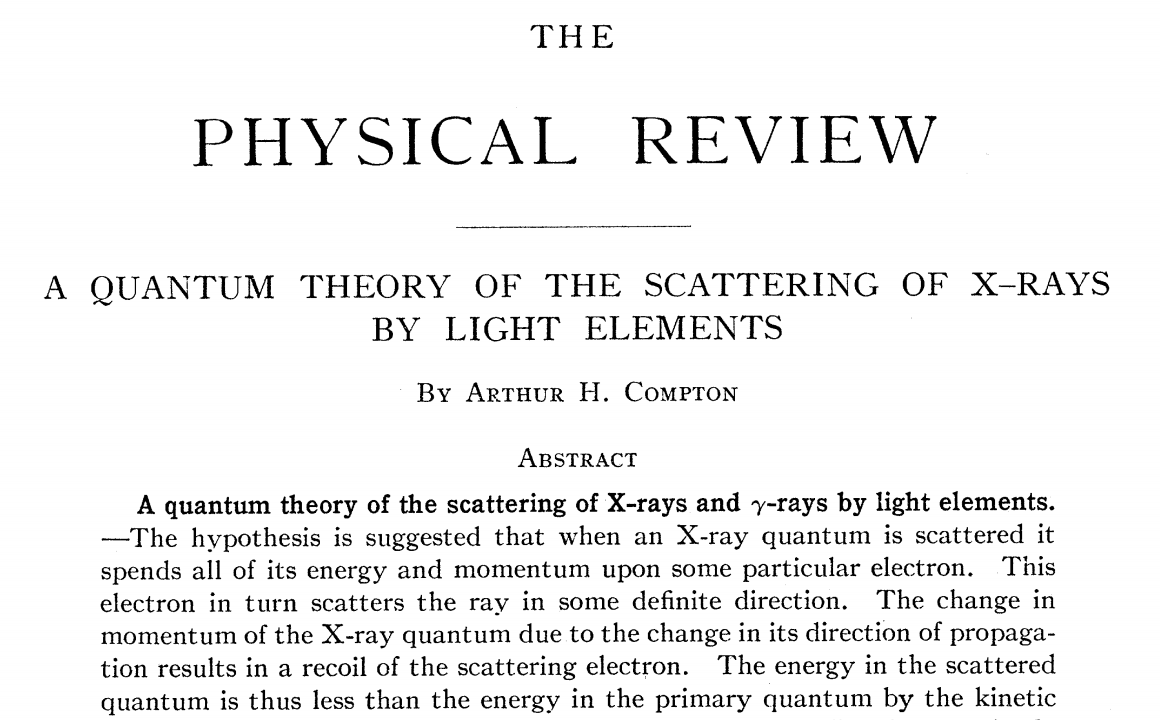 THE
PHYSICAL REVIEW
A QUANTUM THEORY OF THE SCATTERING OF X–RAYS
BY LIGHT ELEMENTS
By Arthur H. Compton
Abstract
A quantum theory of the scattering of X-rays and γ-rays by light elements.
—The hypothesis is suggested that when an X-ray quantum is scattered it
spends all of its energy and momentum upon some particular electron. This
electron in turn scatters the ray in some definite direction. The change in
momentum of the X-ray quantum due to the change in its direction of propaga-
tion results in a recoil of the scattering electron. The energy in the scattered
quantum is thus less than the energy in the primary quantum by the kinetic